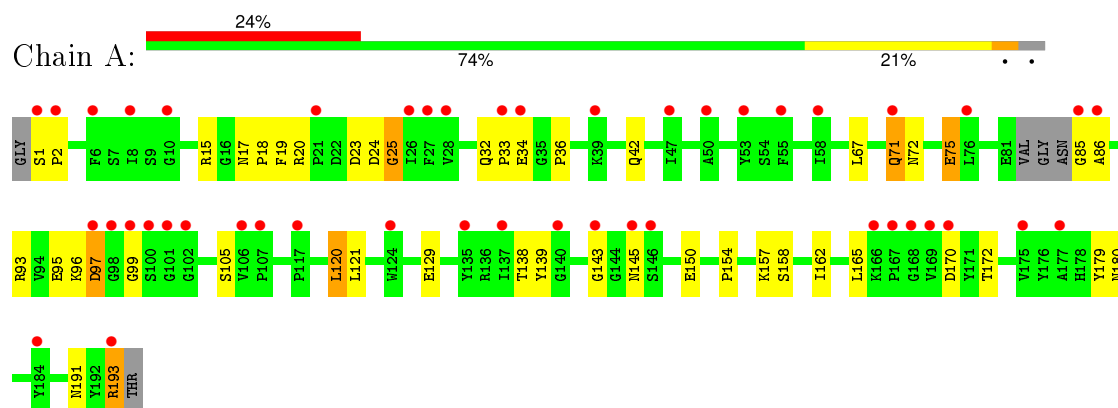 24%
Chain A:
74% 21% • •
GLY S1 P2 F6 S7 I8 S9 G10 R15 G16 N17 P18 F19 R20 P21 D22 D23 D24 G25 I26 F27 V28 Q32 P33 E34 G35 P36 K39 Q42 I47 A50 Y53 S54 F55 I58 L67 Q71 N72 E75 L76 E81 VAL GLY ASN G85 A86
R93 V94 E95 K96 D97 G98 G99 S100 G101 G102 S105 V106 P107 P117 L120 L121 W124 E129 Y135 R136 I137 T138 Y139 G140 G143 G144 N145 S146 E150 P154 K157 S158 I162 L165 K166 P167 G168 V169 D170 Y171 T172 V175 Y176 A177 H178 Y179 N180
Y184 N191 Y192 R193 THR